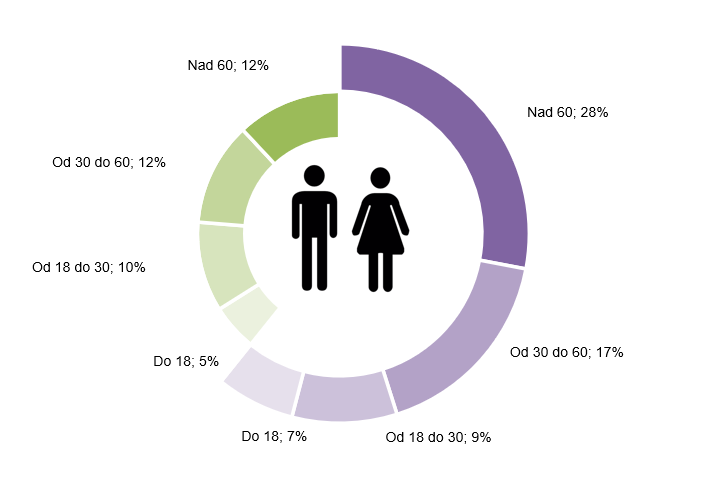 Nad 60; 12%
Nad 60; 28%
Od 30 do 60; 12%
Od 18 do 30; 10%
Od 30 do 60; 17%
Do 18; 5%
Do 18; 7%
Od 18 do 30; 9%